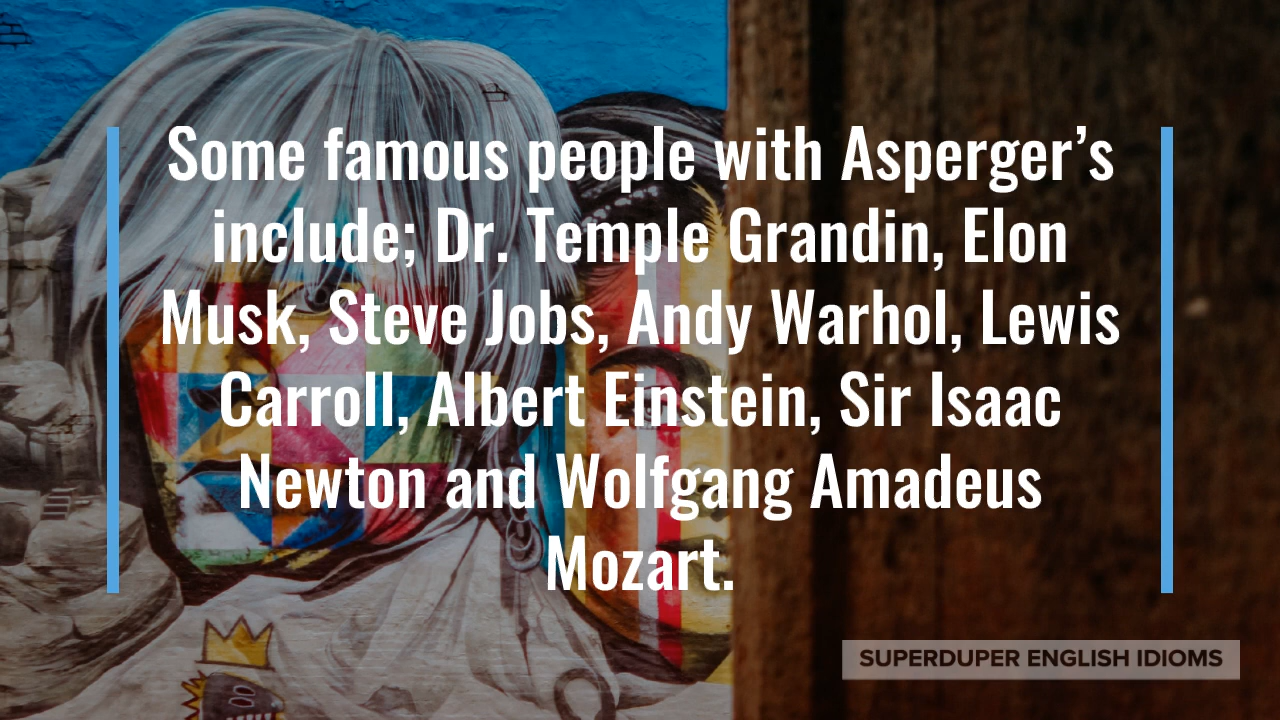 Some famous people with Asperger’s
include; Dr. Temple Grandin, Elon
Musk, Steve Jobs, Andy Warhol, Lewis
Carroll, Albert Einstein, Sir Isaac
Newton and Wolfgang Amadeus
Mozart.
SUPERDUPER ENGLISH IDIOMS